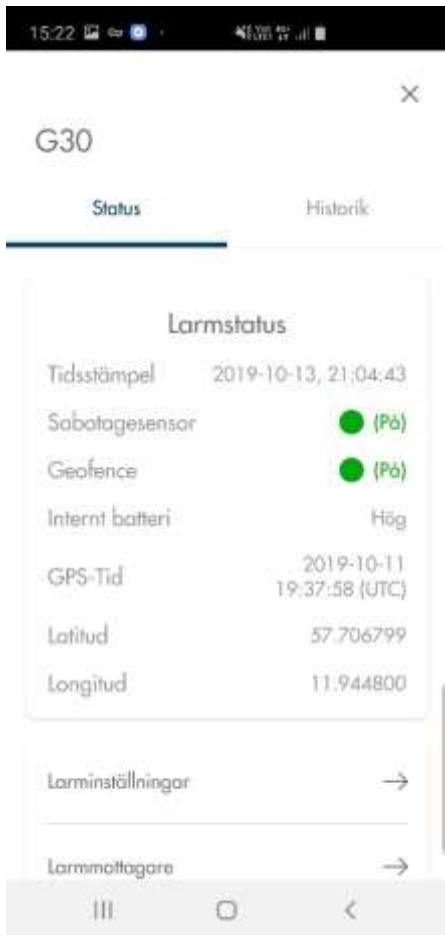 15:22
G30
Status Historik
Larmstatus
Tidsstämpel 2019-10-13, 21:04:43
Sabotagesensor (På)
Geofence (På)
Internt batteri Hög
GPS-Tid 2019-10-11
19:37:58 (UTC)
Latitud 57.706799
Longitud 11.944800
Larminställningar
Larmmottagare